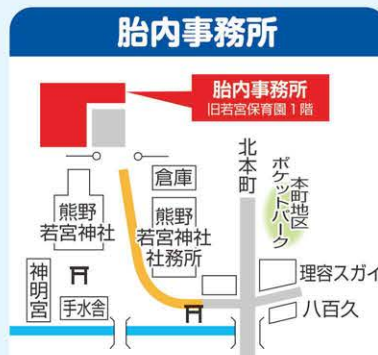 胎内事務所
胎内事務所
旧若宮保育園1階
北本町
本町地区
ポケットパーク
倉庫
熊野
若宮神社
熊野
若宮神社
社務所
神明宮
手水舎
理容スガイ
八百久